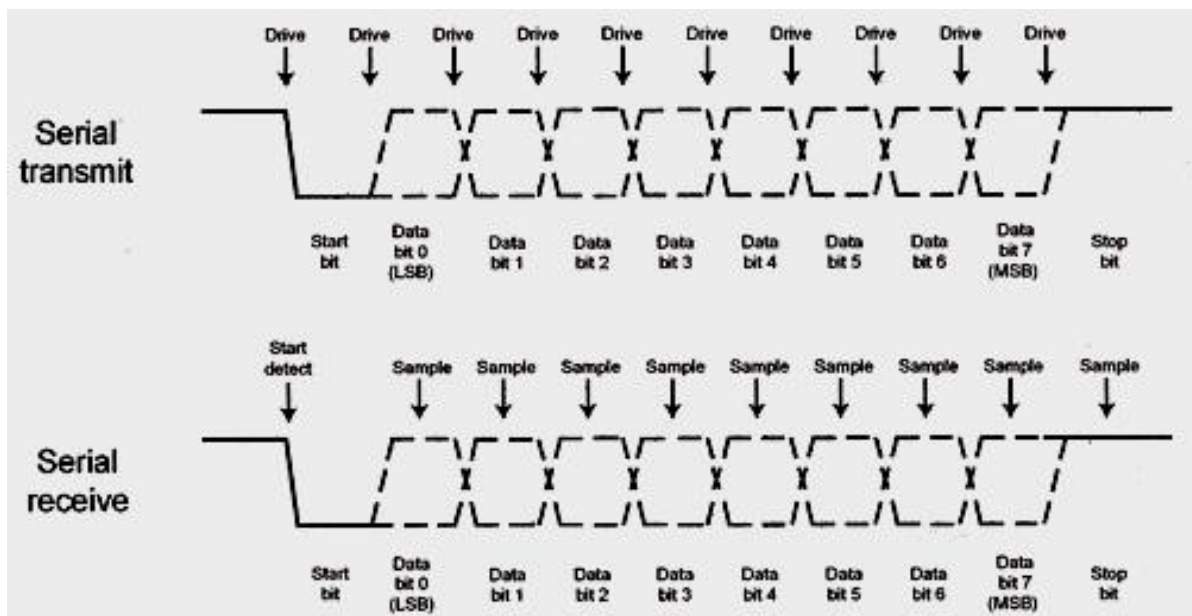 Drive Drive Drive Drive Drive Drive Drive Drive Drive Drive
Serial
transmit
Start
bit
Data
bit 0
(LSB)
Data
bit 1
Data
bit 2
Data
bit 3
Data
bit 4
Data
bit 5
Data
bit 6
Data
bit 7
(MSB)
Stop
bit
Start
detect
Sample Sample Sample Sample Sample Sample Sample Sample Sample
Serial
receive
Start
bit
Data
bit 0
(LSB)
Data
bit 1
Data
bit 2
Data
bit 3
Data
bit 4
Data
bit 5
Data
bit 6
Data
bit 7
(MSB)
Stop
bit